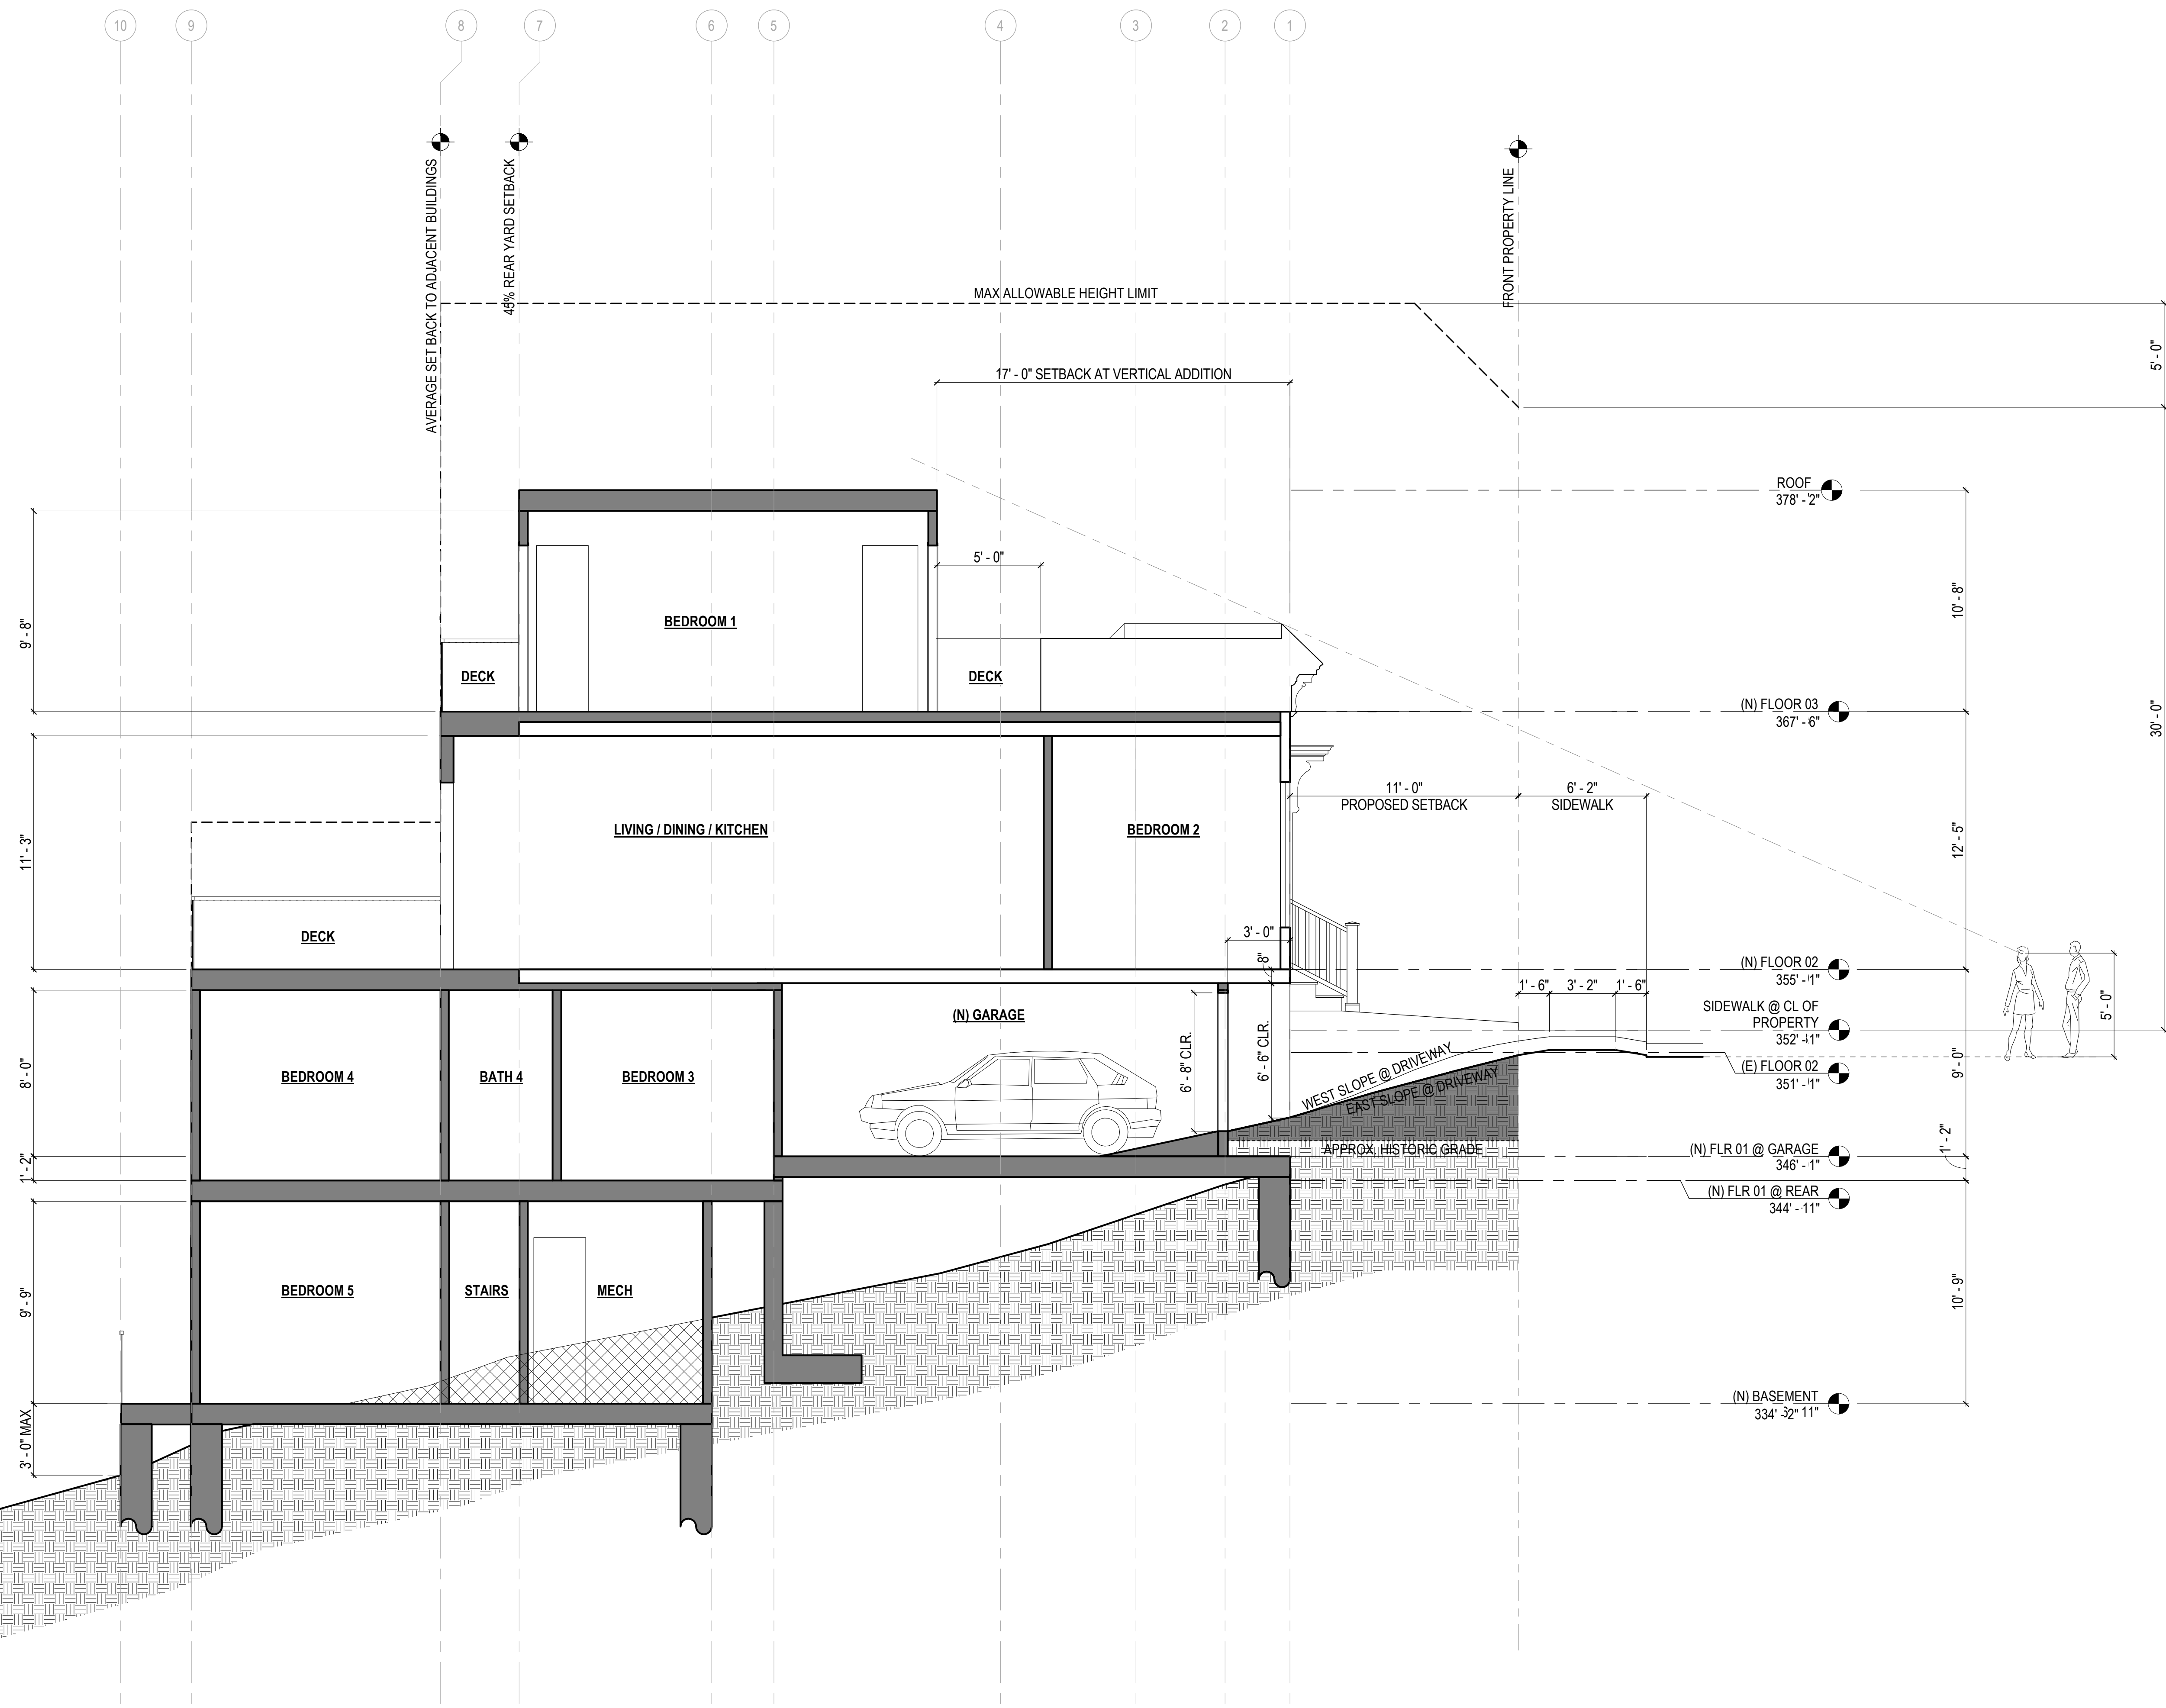 10
9
8
7
6
5
4
3
2
1
AVERAGE SET BACK TO ADJACENT BUILDINGS
45% REAR YARD SETBACK
FRONT PROPERTY LINE
MAX ALLOWABLE HEIGHT LIMIT
5' - 0"
17' - 0" SETBACK AT VERTICAL ADDITION
ROOF
378' - 2"
5' - 0"
10' - 8"
9' - 8"
BEDROOM 1
DECK
DECK
(N) FLOOR 03
367' - 6"
30' - 0"
11' - 0"
PROPOSED SETBACK
6' - 2"
SIDEWALK
11' - 3"
LIVING / DINING / KITCHEN
BEDROOM 2
12' - 5"
DECK
3' - 0"
8"
(N) FLOOR 02
355' - 1"
1' - 6"
3' - 2"
1' - 6"
5' - 0"
(N) GARAGE
SIDEWALK @ CL OF
PROPERTY
352' -
8' - 0"
BEDROOM 4
BATH 4
BEDROOM 3
6' - 8" CLR.
6' - 6" CLR.
WEST SLOPE @ DRIVEWAY
EAST SLOPE @ DRIVEWAY
(E) FLOOR 02
351' - 1"
9' - 0"
1' - 2"
APPROX. HISTORIC GRADE
(N) FLR 01 @ GARAGE
346' - 1"
1' - 2"
(N) FLR 01 @ REAR
344' - 11"
9' - 9"
BEDROOM 5
STAIRS
MECH
10' - 9"
3' - 0" MAX
(N) BASEMENT
334' -